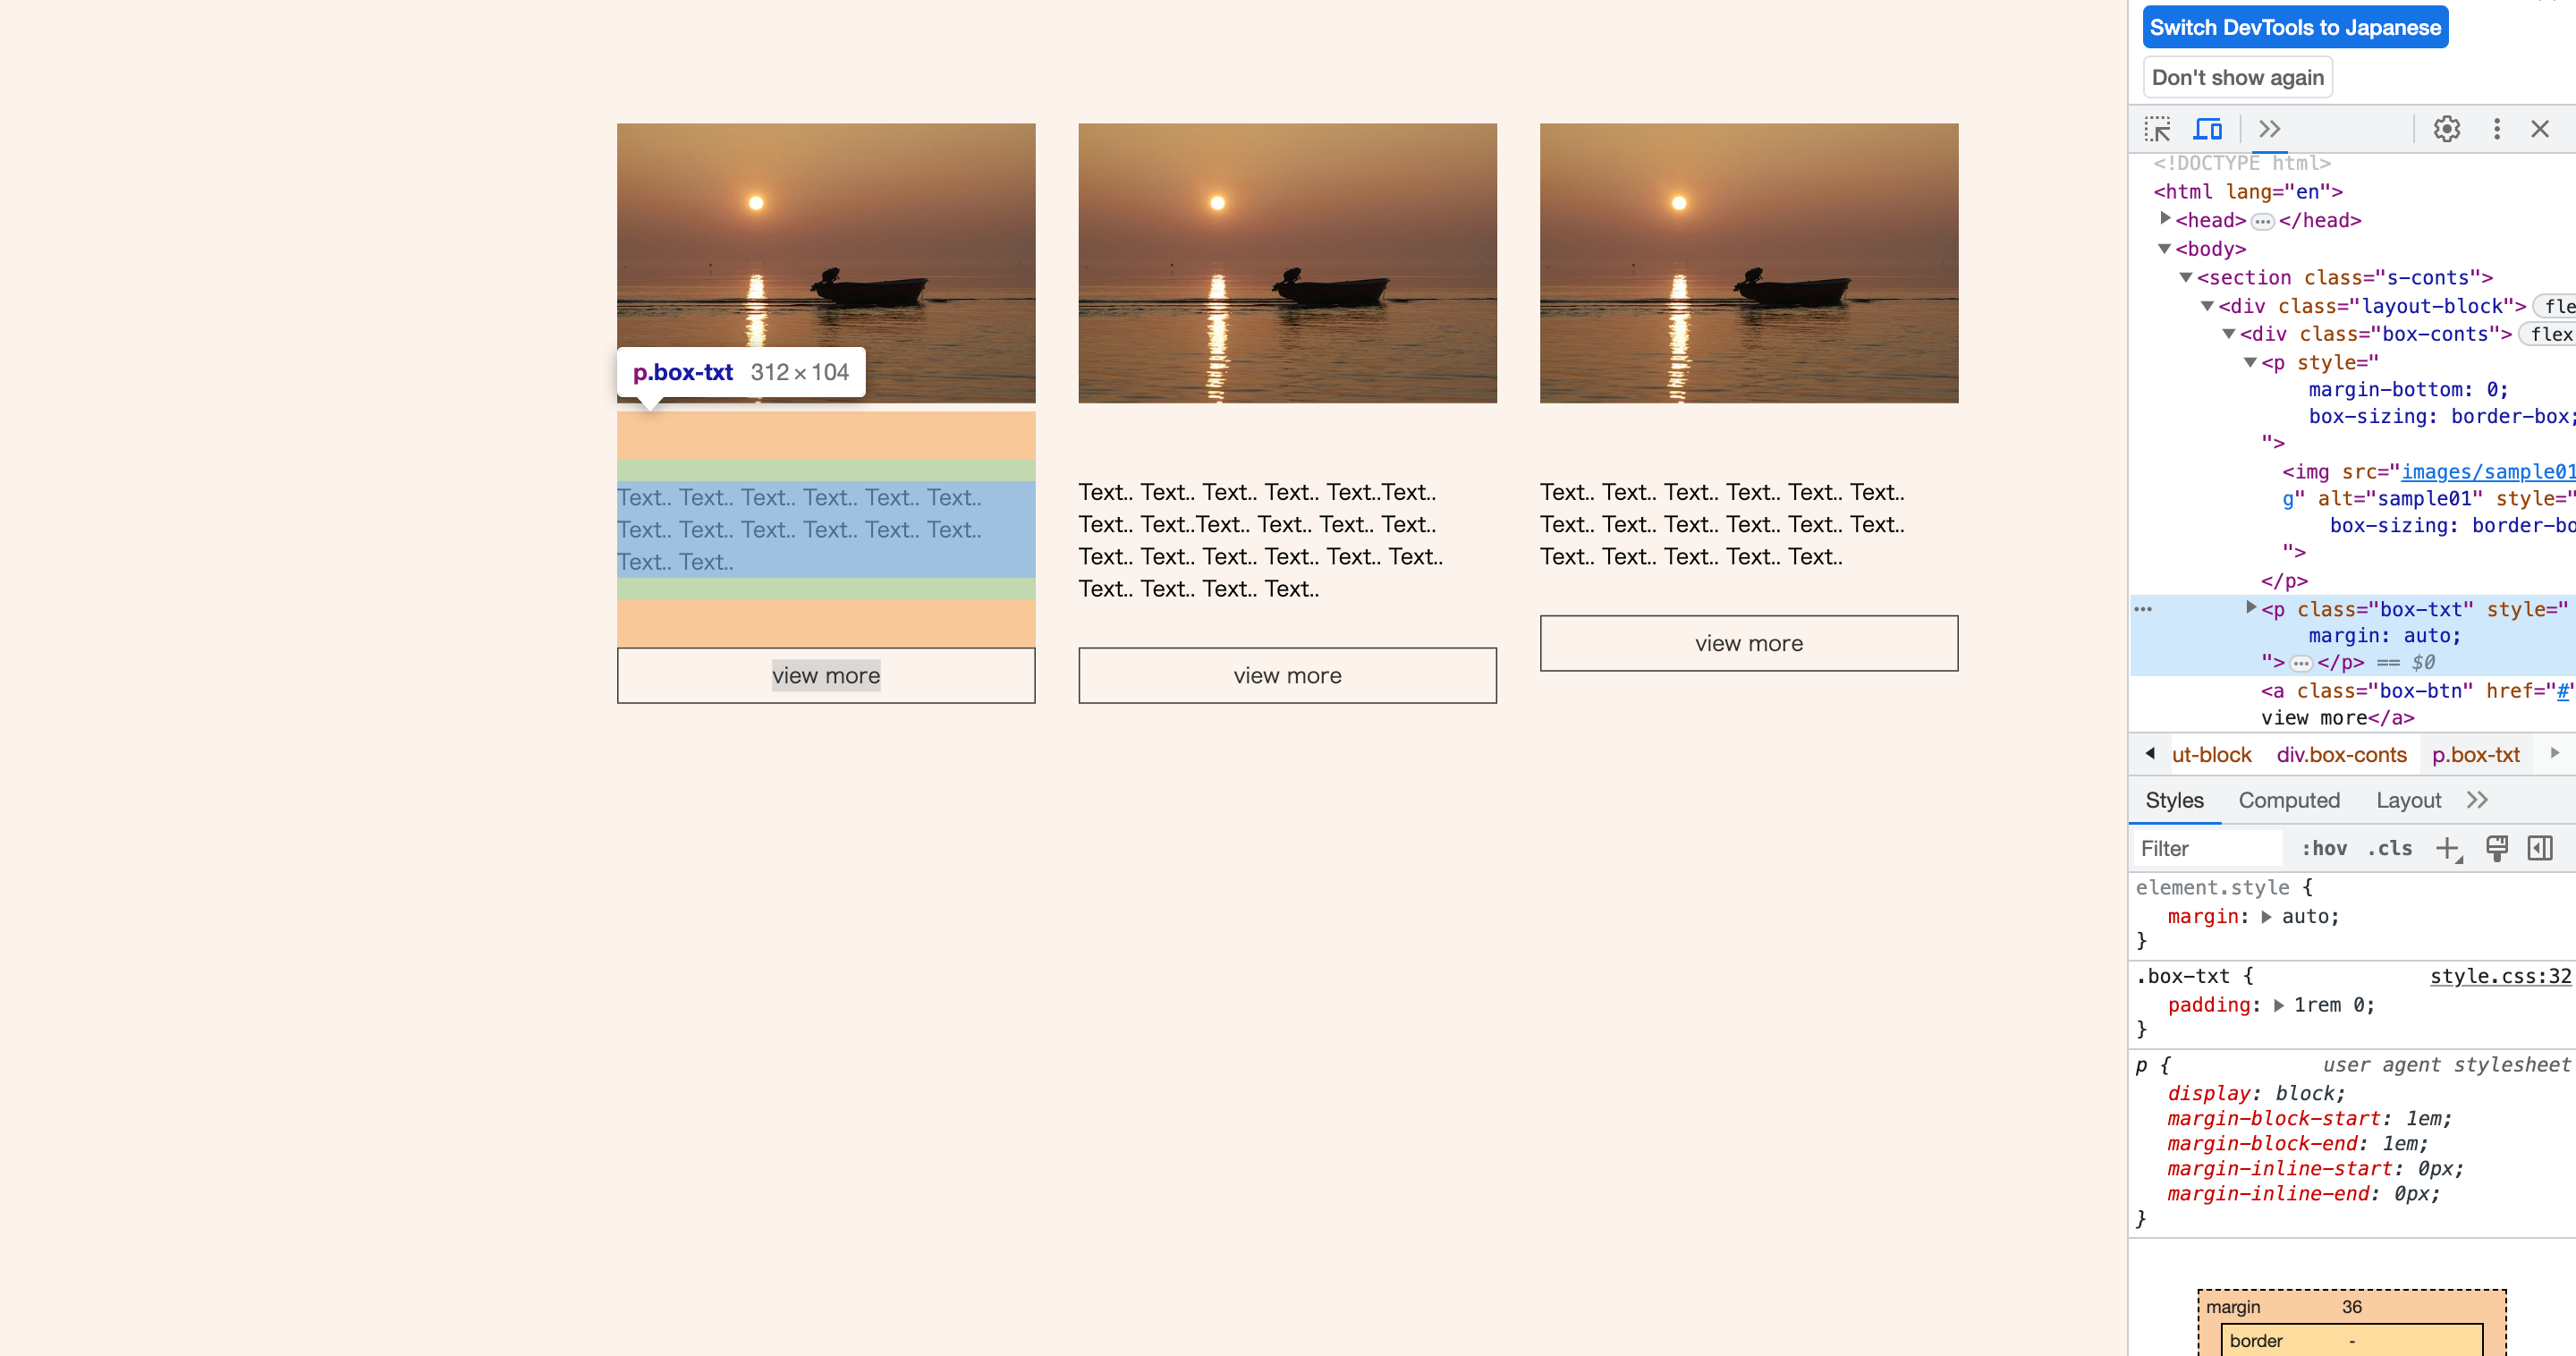 Switch DevTools to Japanese
Don't show again
<!DOCTYPE html>
<html lang="en">
<head> ••• </head>
<body>
<section class="s-conts">
<div class="layout-block"> fle
<div class="box-conts"> flex
<p style="
margin-bottom: 0;
box-sizing: border-box;
">
<img src="images/sample01
g" alt="sample01" style="
box-sizing: border-bo
">
</p>
<p class="box-txt" style="
margin: auto;
"> ••• </p> == $0
<a class="box-btn" href="#"
view more</a>
ut-block div.box-conts p.box-txt
Styles Computed Layout
Filter :hov .cls
element.style {
margin: auto;
}
.box-txt { style.css:32
padding: 1rem 0;
}
p { user agent stylesheet
display: block;
margin-block-start: 1em;
margin-block-end: 1em;
margin-inline-start: 0px;
margin-inline-end: 0px;
}
margin 36
border -
p.box-txt 312 × 104
Text.. Text.. Text.. Text.. Text.. Text..
Text.. Text.. Text.. Text.. Text.. Text..
Text.. Text..
view more
Text.. Text.. Text.. Text.. Text..Text..
Text.. Text..Text.. Text.. Text.. Text..
Text.. Text.. Text.. Text.. Text.. Text..
Text.. Text.. Text.. Text..
view more
Text.. Text.. Text.. Text.. Text.. Text..
Text.. Text.. Text.. Text.. Text.. Text..
Text.. Text.. Text.. Text.. Text..
view more